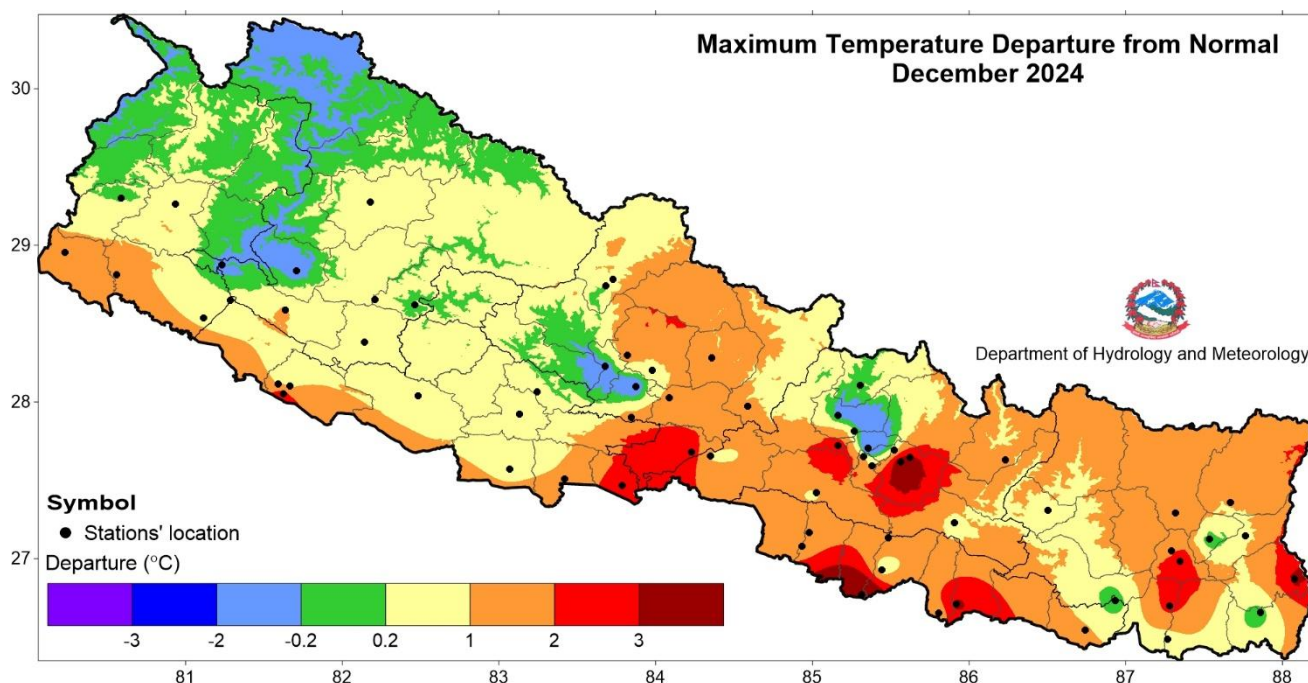 Maximum Temperature Departure from Normal
December 2024
30
29
28
27
Department of Hydrology and Meteorology
Symbol
Stations' location
Departure (°C)
-3 -2 -0.2 0.2 1 2 3
81 82 83 84 85 86 87 88